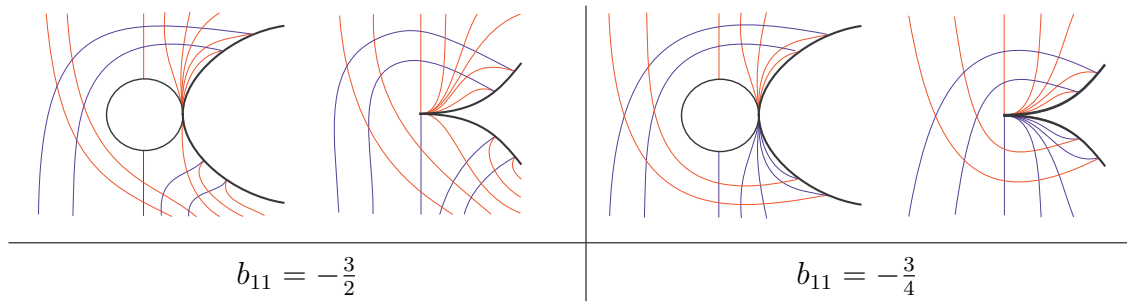 b₁₁ = −3/2
b₁₁ = −3/4